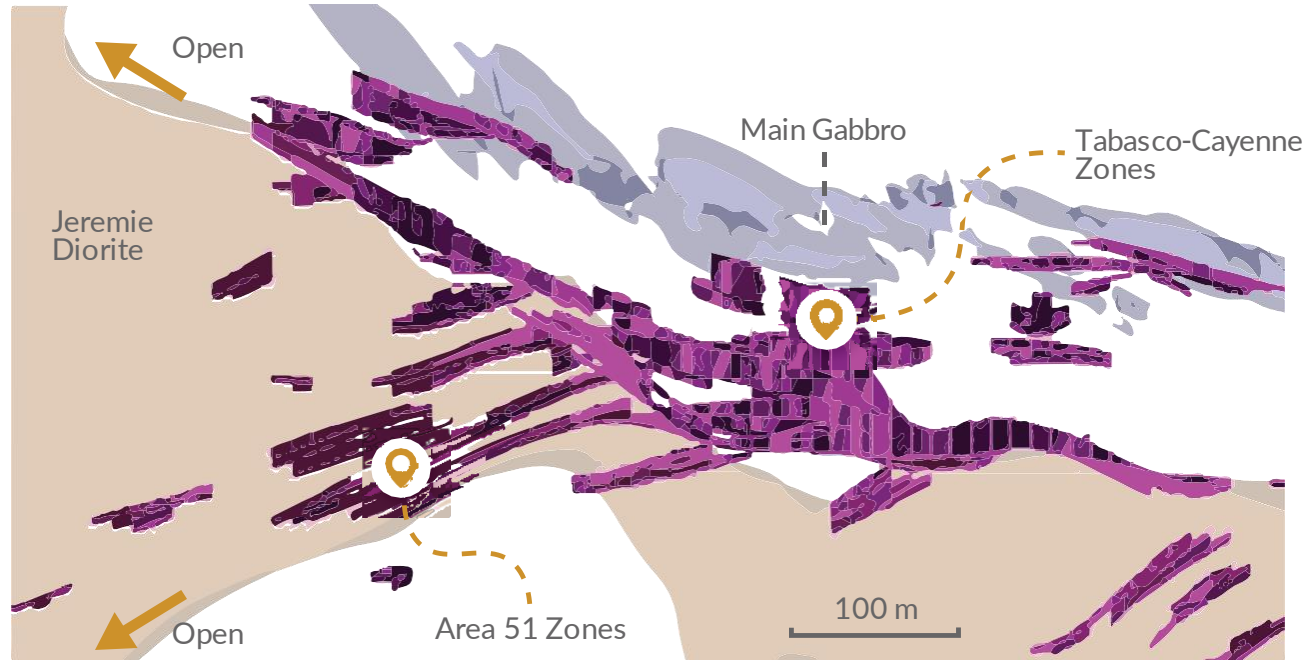 Open
Main Gabbro
Tabasco-Cayenne
Zones
Jeremie
Diorite
100 m
Area 51 Zones
Open